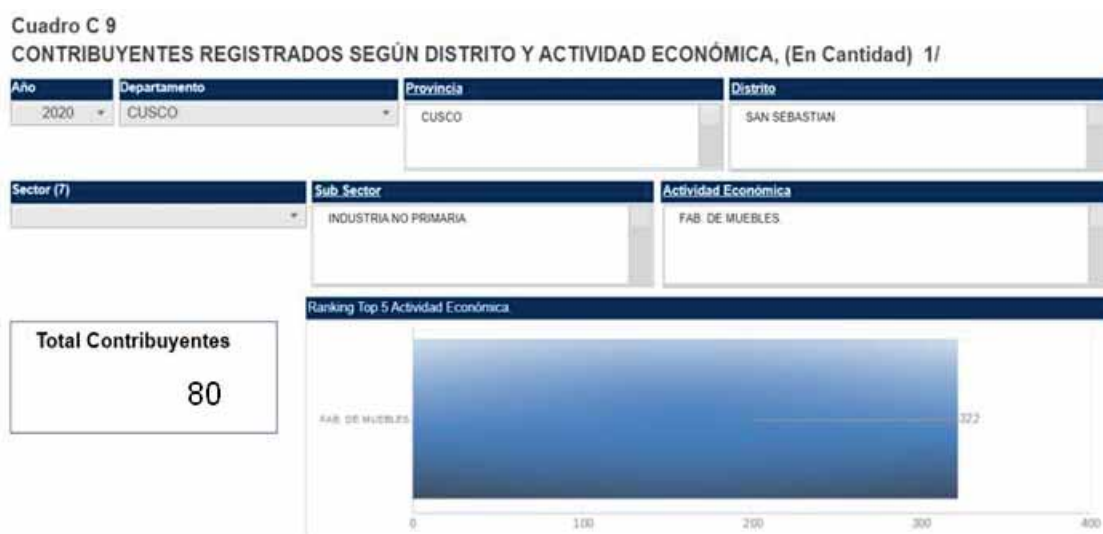 Cuadro C 9
CONTRIBUYENTES REGISTRADOS SEGÚN DISTRITO Y ACTIVIDAD ECONÓMICA, (En Cantidad) 1/
Año Departamento Provincia Distrito
2020 CUSCO CUSCO SAN SEBASTIAN
Sector (7) Sub Sector Actividad Económica
INDUSTRIA NO PRIMARIA FAB. DE MUEBLES.
Ranking Top 5 Actividad Económica
Total Contribuyentes
80
FAB. DE MUEBLES 322
0 100 200 300 400